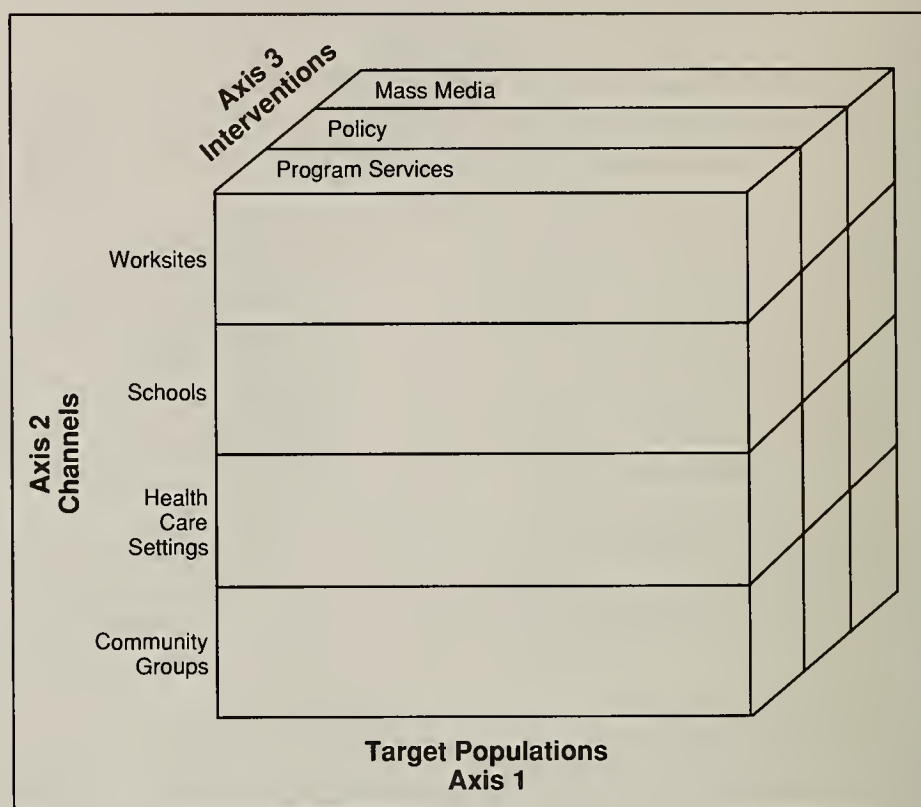 Axis 3
Interventions
Mass Media
Policy
Program Services
Worksites
Schools
Health
Care
Settings
Community
Groups
Axis 2
Channels
Target Populations
Axis 1